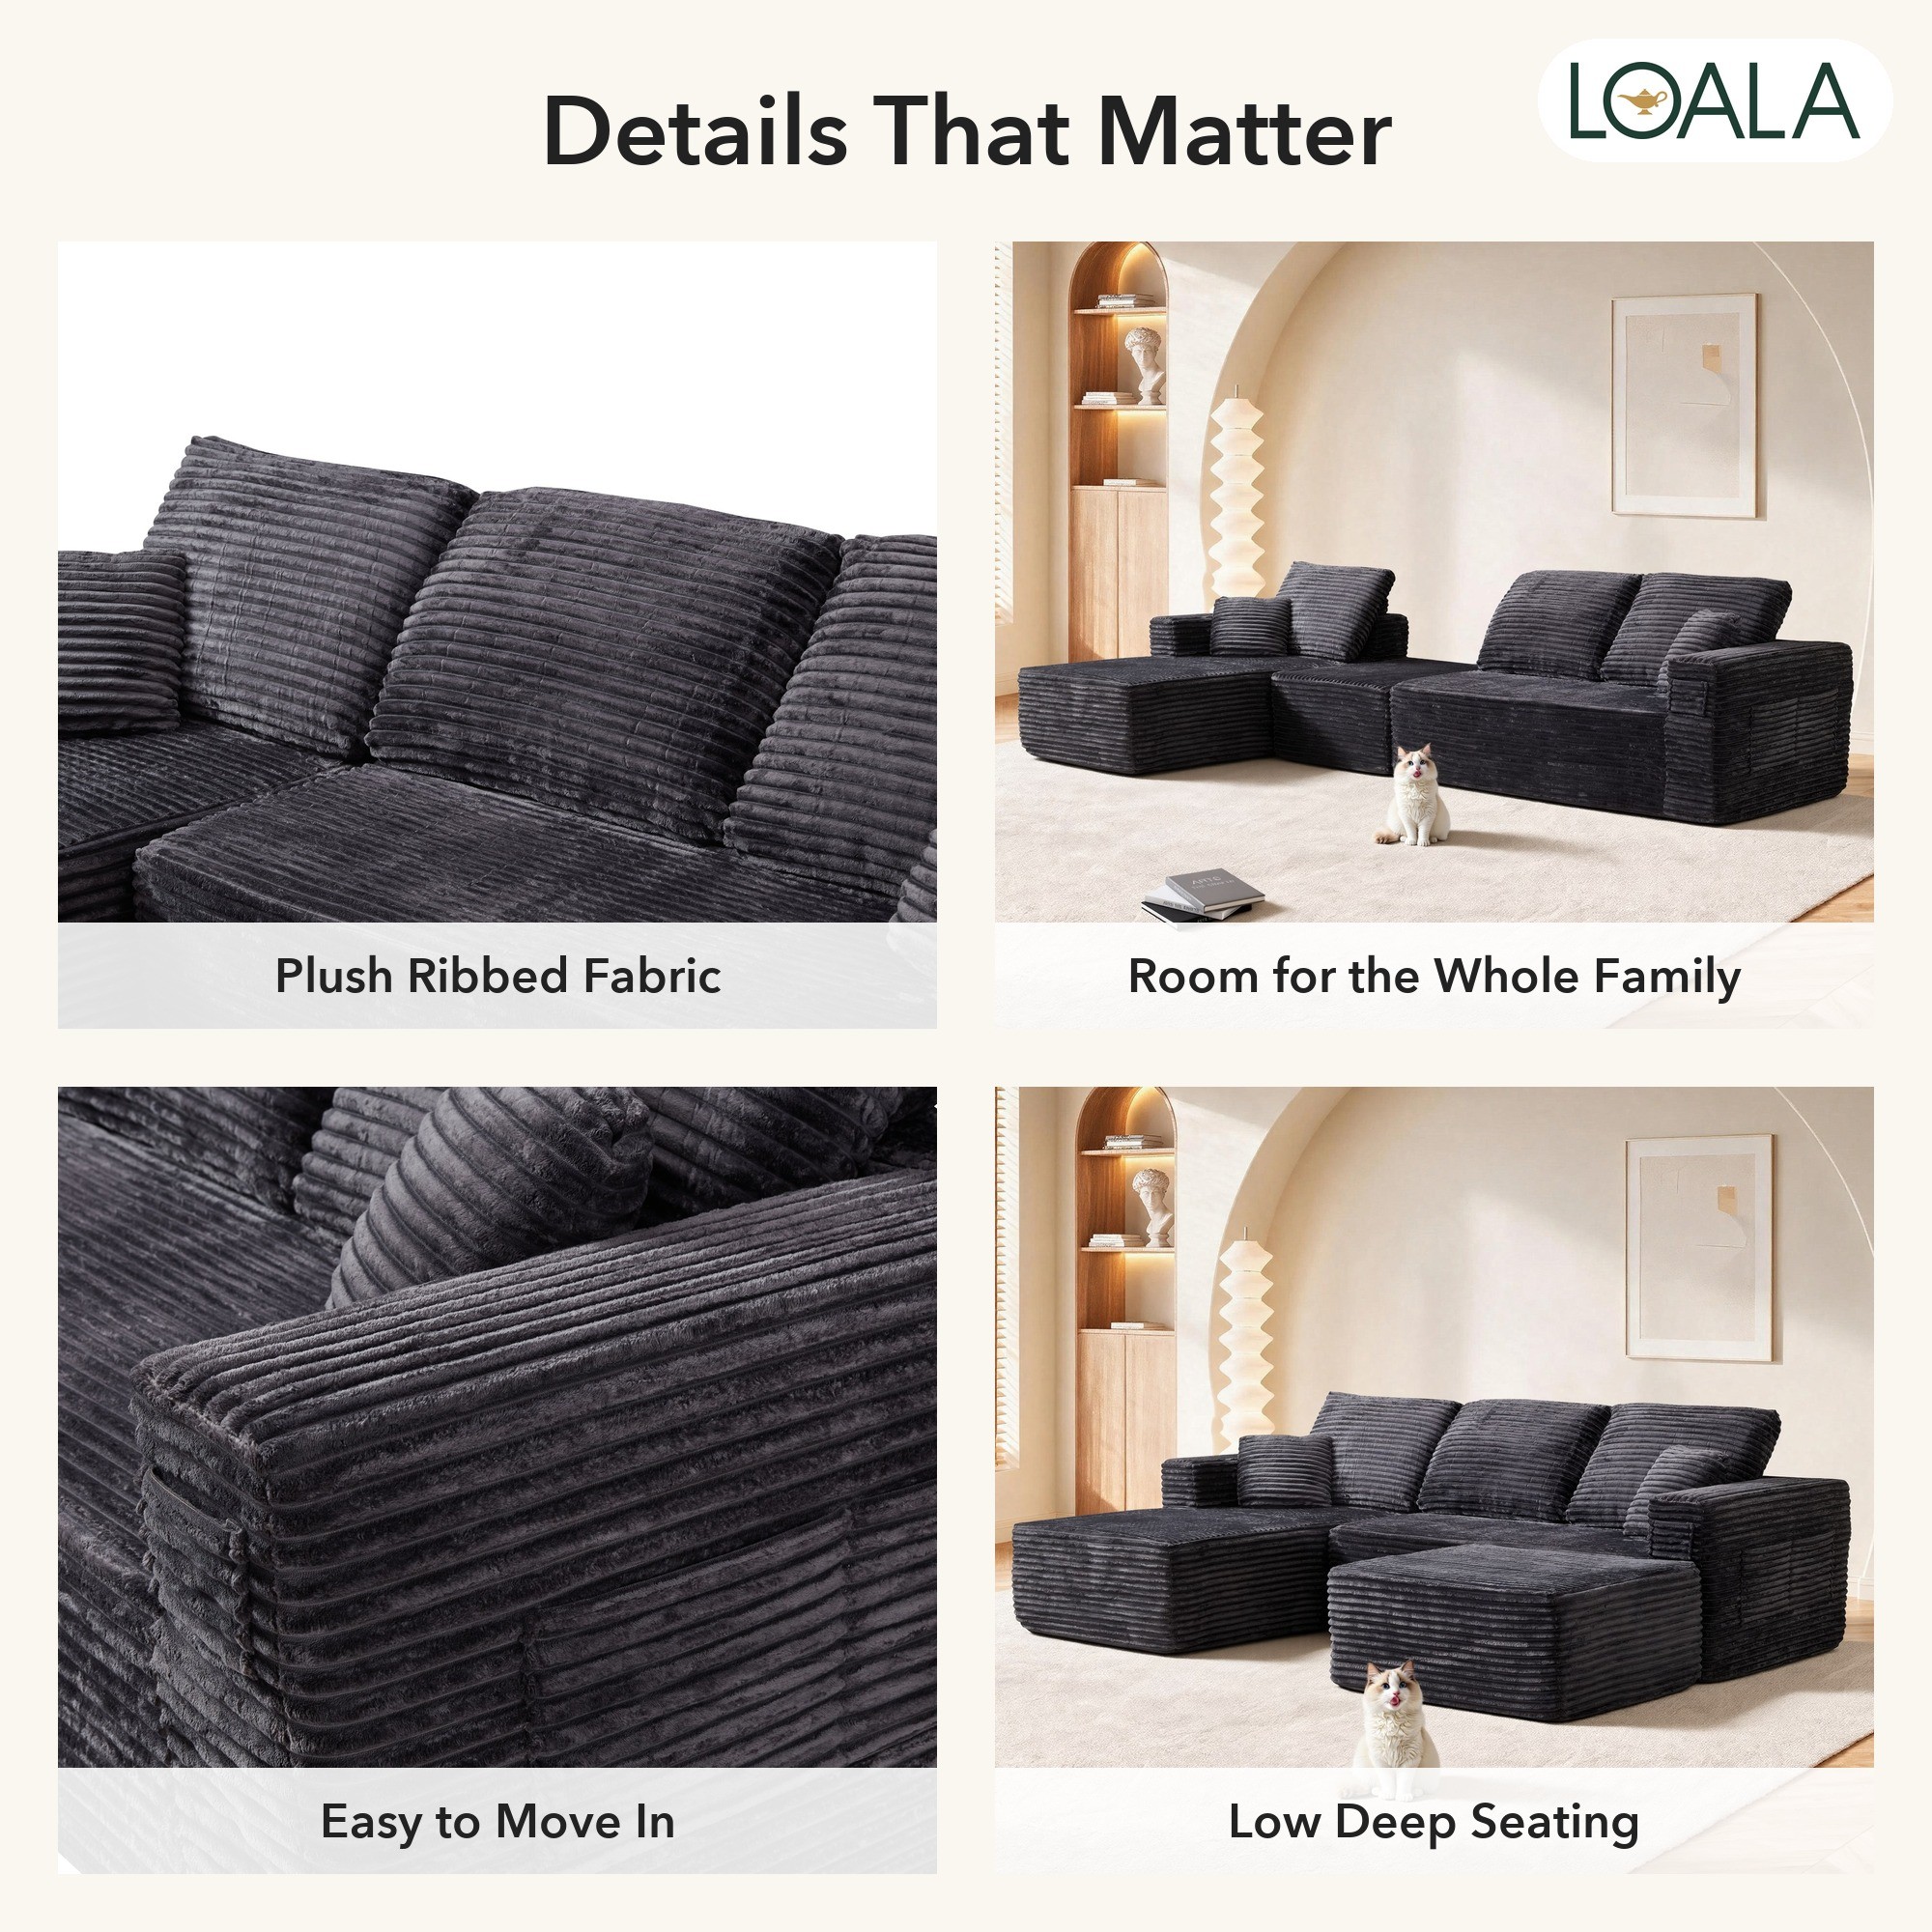 Details That Matter
LOALA
Plush Ribbed Fabric
Room for the Whole Family
ARTE
Easy to Move In
Low Deep Seating